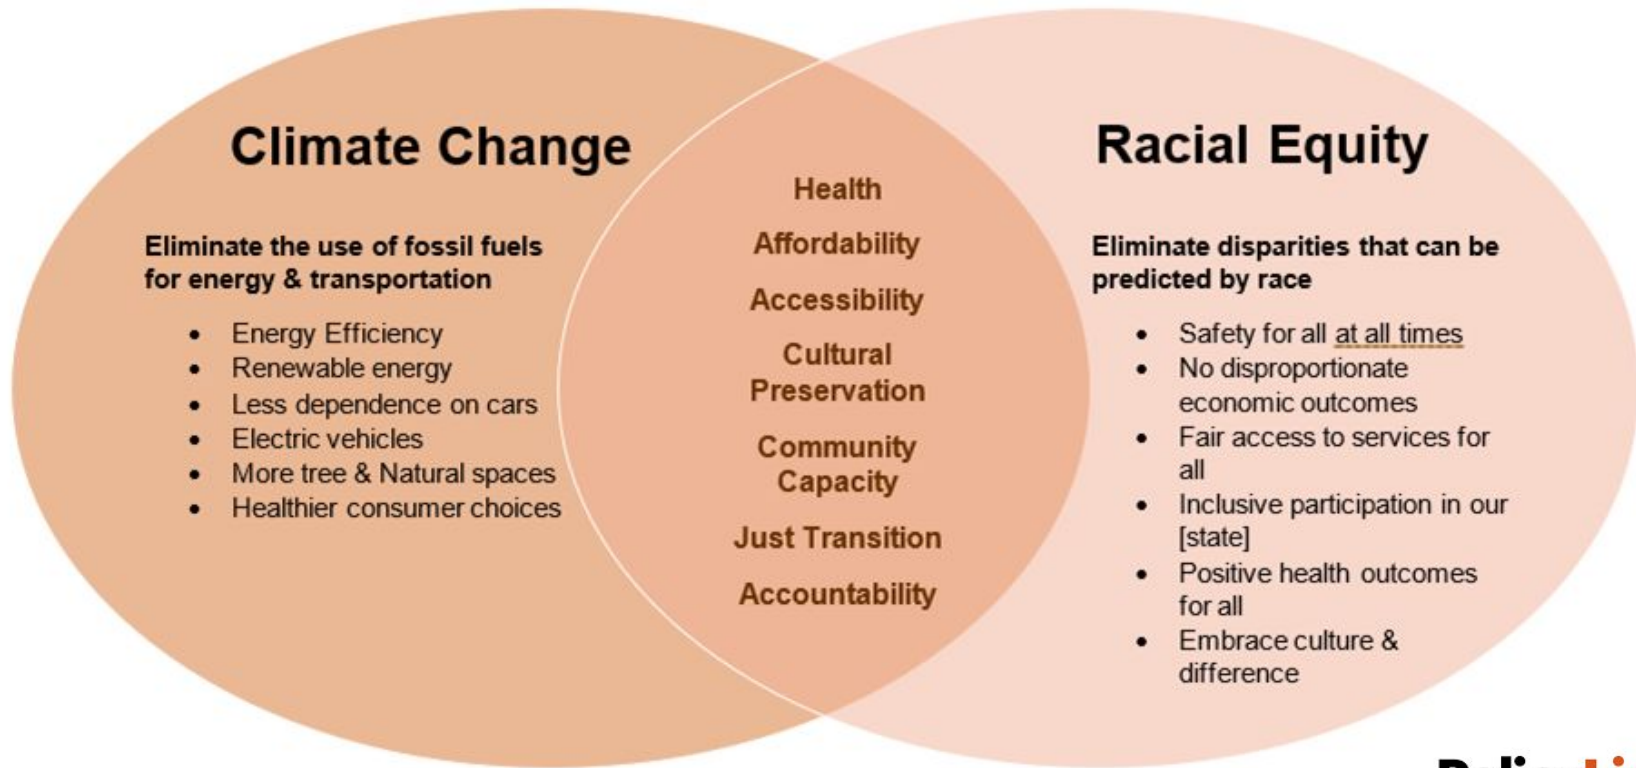 Climate Change
Eliminate the use of fossil fuels
for energy & transportation
• Energy Efficiency
• Renewable energy
• Less dependence on cars
• Electric vehicles
• More tree & Natural spaces
• Healthier consumer choices
Health
Affordability
Accessibility
Cultural
Preservation
Community
Capacity
Just Transition
Accountability
Racial Equity
Eliminate disparities that can be
predicted by race
• Safety for all at all times
• No disproportionate
economic outcomes
• Fair access to services for
all
• Inclusive participation in our
[state]
• Positive health outcomes
for all
• Embrace culture &
difference